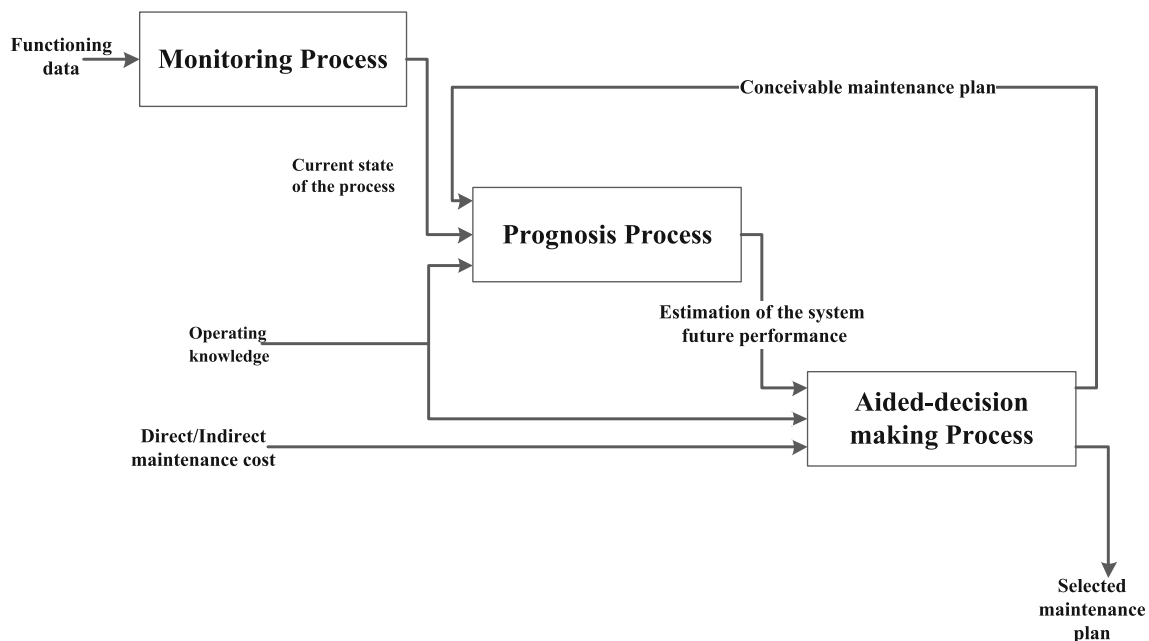 Functioning
data
Monitoring Process
Conceivable maintenance plan
Current state
of the process
Prognosis Process
Estimation of the system
future performance
Operating
knowledge
Aided-decision
making Process
Direct/Indirect
maintenance cost
Selected
maintenance
plan